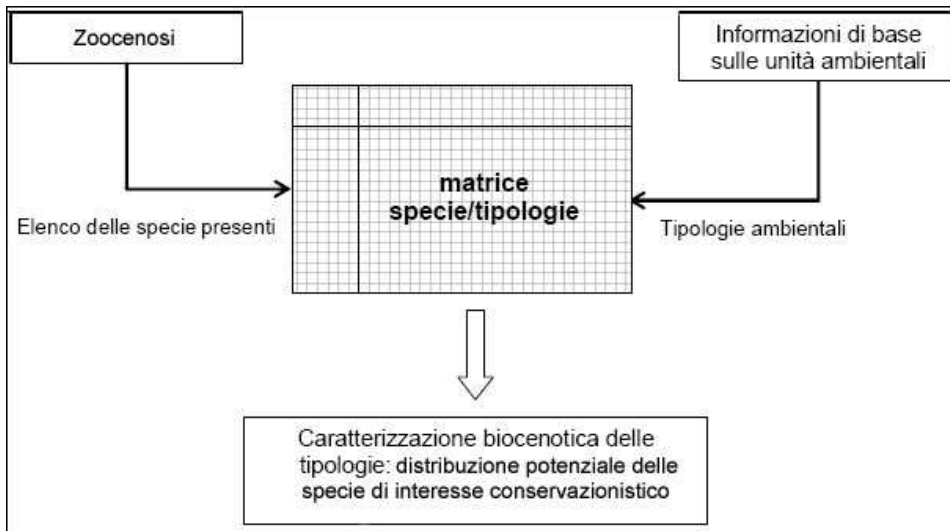 Zoocenosi
Informazioni di base
sulle unità ambientali
matrice
specie/tipologie
Elenco delle specie presenti
Tipologie ambientali
Caratterizzazione biocenotica delle
tipologie: distribuzione potenziale delle
specie di interesse conservazionistico